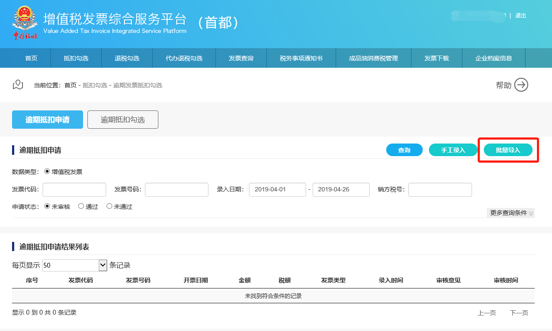 增值税发票综合服务平台 （首都）
Value Added Tax Invoice Integrated Service Platform
中国税务
| 退出
首页 抵扣勾选 退税勾选 代办退税勾选 发票查询 税务事项通知书 成品油消费税管理 发票下载 企业档案信息
当前位置：首页 - 抵扣勾选 - 逾期发票抵扣勾选 帮助
逾期抵扣申请 逾期抵扣勾选
逾期抵扣申请 查询 手工录入 批量导入
数据类型： 增值税发票
发票代码： 发票号码： 录入日期： 2019-04-01 - 2019-04-26 销方税号：
申请状态： 未审核 通过 未通过
更多查询条件
逾期抵扣申请结果列表
每页显示 50 条记录
序号 发票代码 发票号码 开票日期 金额 税额 发票类型 录入时间 审核意见 审核时间
未找到符合条件的记录
显示 0 到 0 共 0 条记录 上一页 下一页